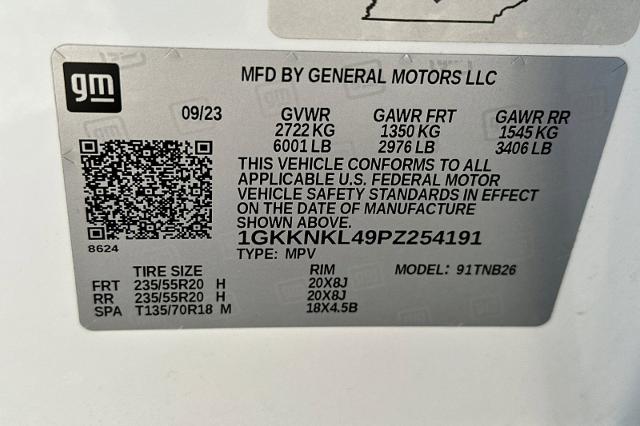 gm
MFD BY GENERAL MOTORS LLC
09/23 GVWR GAWR FRT GAWR RR
2722 KG 1350 KG 1545 KG
6001 LB 2976 LB 3406 LB
THIS VEHICLE CONFORMS TO ALL
APPLICABLE U.S. FEDERAL MOTOR
VEHICLE SAFETY STANDARDS IN EFFECT
ON THE DATE OF MANUFACTURE
SHOWN ABOVE.
8624
1GKKNKL49PZ254191
TYPE: MPV
TIRE SIZE RIM MODEL: 91TNB26
FRT 235/55R20 H 20X8J
RR 235/55R20 H 20X8J
SPA T135/70R18 M 18X4.5B